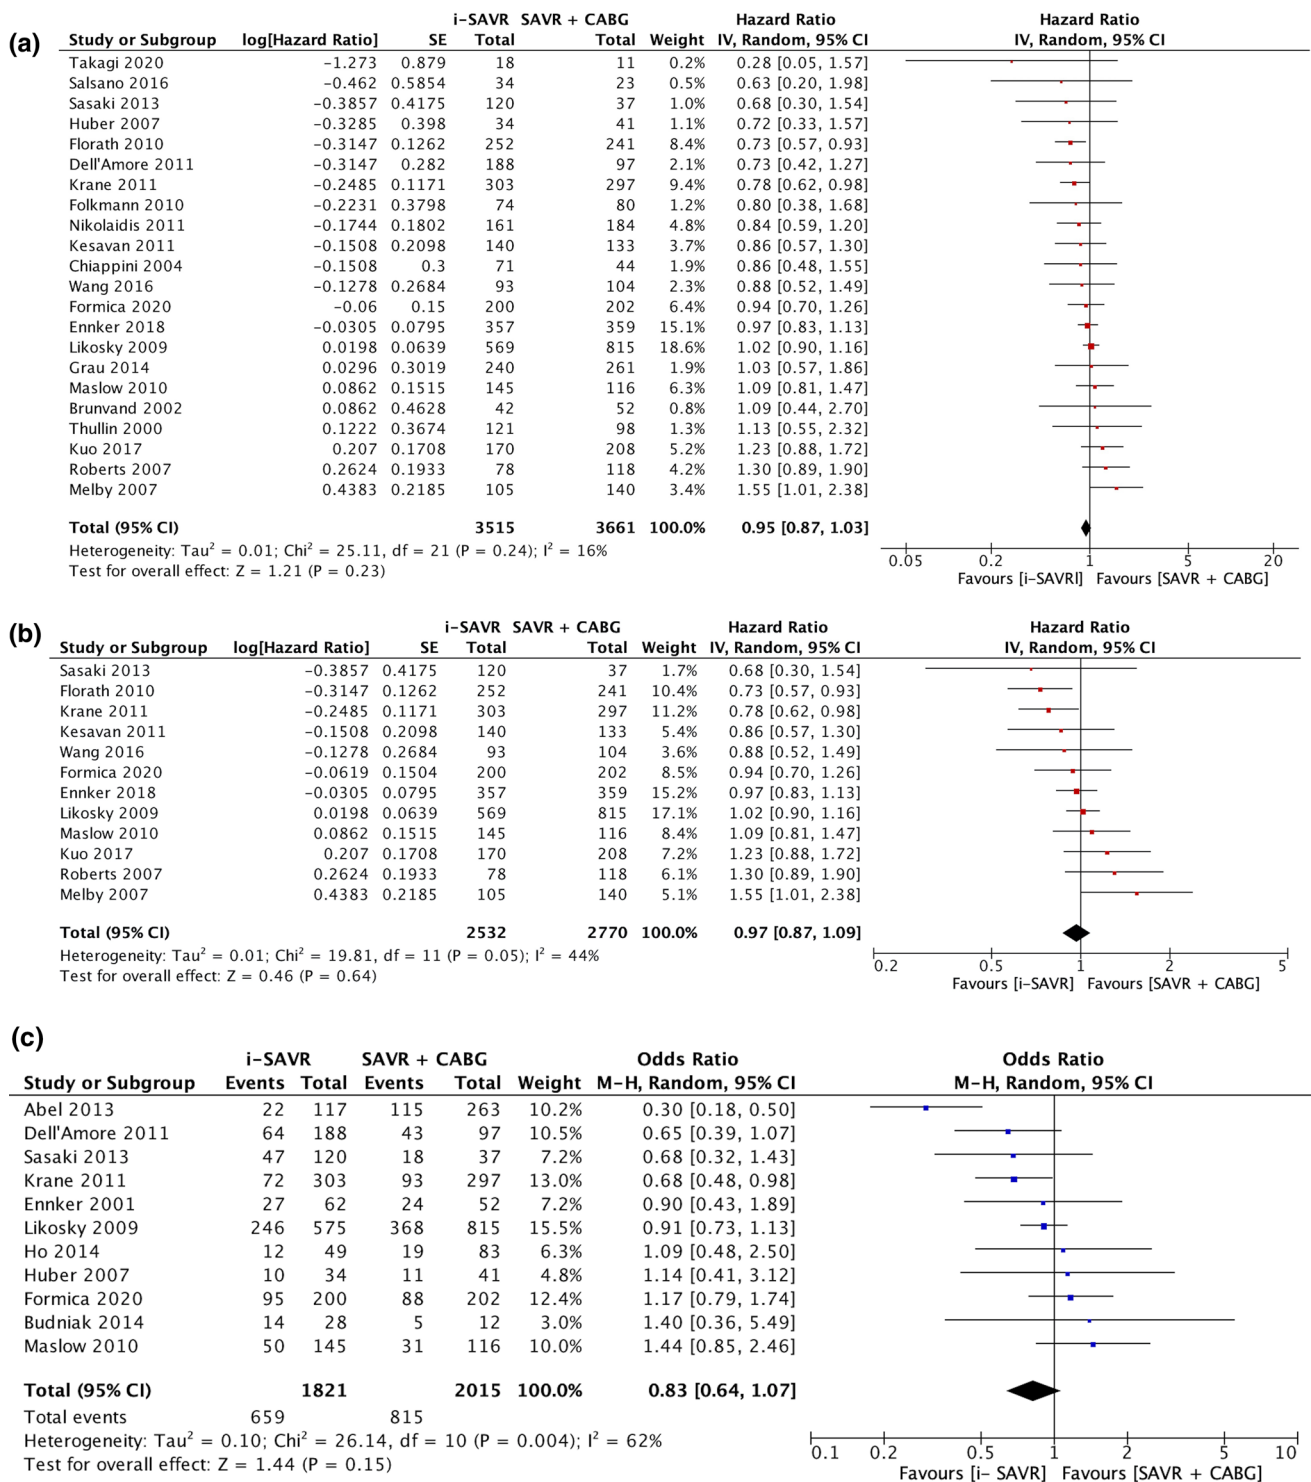 (a)
i-SAVR SAVR + CABG Hazard Ratio Hazard Ratio
Study or Subgroup log[Hazard Ratio] SE Total Total Weight IV, Random, 95% CI IV, Random, 95% CI
Takagi 2020 -1.273 0.879 18 11 0.2% 0.28 [0.05, 1.57]
Salsano 2016 -0.462 0.5854 34 23 0.5% 0.63 [0.20, 1.98]
Sasaki 2013 -0.3857 0.4175 120 37 1.0% 0.68 [0.30, 1.54]
Huber 2007 -0.3285 0.398 34 41 1.1% 0.72 [0.33, 1.57]
Florath 2010 -0.3147 0.1262 252 241 8.4% 0.73 [0.57, 0.93]
Dell'Amore 2011 -0.3147 0.282 188 97 2.1% 0.73 [0.42, 1.27]
Krane 2011 -0.2485 0.1171 303 297 9.4% 0.78 [0.62, 0.98]
Folkmann 2010 -0.2231 0.3798 74 80 1.2% 0.80 [0.38, 1.68]
Nikolaidis 2011 -0.1744 0.1802 161 184 4.8% 0.84 [0.59, 1.20]
Kesavan 2011 -0.1508 0.2098 140 133 3.7% 0.86 [0.57, 1.30]
Chiappini 2004 -0.1508 0.3 71 44 1.9% 0.86 [0.48, 1.55]
Wang 2016 -0.1278 0.2684 93 104 2.3% 0.88 [0.52, 1.49]
Formica 2020 -0.06 0.15 200 202 6.4% 0.94 [0.70, 1.26]
Ennker 2018 -0.0305 0.0795 357 359 15.1% 0.97 [0.83, 1.13]
Likosky 2009 0.0198 0.0639 569 815 18.6% 1.02 [0.90, 1.16]
Grau 2014 0.0296 0.3019 240 261 1.9% 1.03 [0.57, 1.86]
Maslow 2010 0.0862 0.1515 145 116 6.3% 1.09 [0.81, 1.47]
Brunvand 2002 0.0862 0.4628 42 52 0.8% 1.09 [0.44, 2.70]
Thullin 2000 0.1222 0.3674 121 98 1.3% 1.13 [0.55, 2.32]
Kuo 2017 0.207 0.1708 170 208 5.2% 1.23 [0.88, 1.72]
Roberts 2007 0.2624 0.1933 78 118 4.2% 1.30 [0.89, 1.90]
Melby 2007 0.4383 0.2185 105 140 3.4% 1.55 [1.01, 2.38]
Total (95% CI) 3515 3661 100.0% 0.95 [0.87, 1.03]
Heterogeneity: Tau² = 0.01; Chi² = 25.11, df = 21 (P = 0.24); I² = 16%
Test for overall effect: Z = 1.21 (P = 0.23)
0.05 0.2 1 5 20
Favours [i-SAVRI] Favours [SAVR + CABG]
(b)
i-SAVR SAVR + CABG Hazard Ratio Hazard Ratio
Study or Subgroup log[Hazard Ratio] SE Total Total Weight IV, Random, 95% CI IV, Random, 95% CI
Sasaki 2013 -0.3857 0.4175 120 37 1.7% 0.68 [0.30, 1.54]
Florath 2010 -0.3147 0.1262 252 241 10.4% 0.73 [0.57, 0.93]
Krane 2011 -0.2485 0.1171 303 297 11.2% 0.78 [0.62, 0.98]
Kesavan 2011 -0.1508 0.2098 140 133 5.4% 0.86 [0.57, 1.30]
Wang 2016 -0.1278 0.2684 93 104 3.6% 0.88 [0.52, 1.49]
Formica 2020 -0.0619 0.1504 200 202 8.5% 0.94 [0.70, 1.26]
Ennker 2018 -0.0305 0.0795 357 359 15.2% 0.97 [0.83, 1.13]
Likosky 2009 0.0198 0.0639 569 815 17.1% 1.02 [0.90, 1.16]
Maslow 2010 0.0862 0.1515 145 116 8.4% 1.09 [0.81, 1.47]
Kuo 2017 0.207 0.1708 170 208 7.2% 1.23 [0.88, 1.72]
Roberts 2007 0.2624 0.1933 78 118 6.1% 1.30 [0.89, 1.90]
Melby 2007 0.4383 0.2185 105 140 5.1% 1.55 [1.01, 2.38]
Total (95% CI) 2532 2770 100.0% 0.97 [0.87, 1.09]
Heterogeneity: Tau² = 0.01; Chi² = 19.81, df = 11 (P = 0.05); I² = 44%
Test for overall effect: Z = 0.46 (P = 0.64)
0.2 0.5 1 2 5
Favours [i-SAVR] Favours [SAVR + CABG]
(c)
i-SAVR SAVR + CABG Odds Ratio Odds Ratio
Study or Subgroup Events Total Events Total Weight M-H, Random, 95% CI M-H, Random, 95% CI
Abel 2013 22 117 115 263 10.2% 0.30 [0.18, 0.50]
Dell'Amore 2011 64 188 43 97 10.5% 0.65 [0.39, 1.07]
Sasaki 2013 47 120 18 37 7.2% 0.68 [0.32, 1.43]
Krane 2011 72 303 93 297 13.0% 0.68 [0.48, 0.98]
Ennker 2001 27 62 24 52 7.2% 0.90 [0.43, 1.89]
Likosky 2009 246 575 368 815 15.5% 0.91 [0.73, 1.13]
Ho 2014 12 49 19 83 6.3% 1.09 [0.48, 2.50]
Huber 2007 10 34 11 41 4.8% 1.14 [0.41, 3.12]
Formica 2020 95 200 88 202 12.4% 1.17 [0.79, 1.74]
Budniak 2014 14 28 5 12 3.0% 1.40 [0.36, 5.49]
Maslow 2010 50 145 31 116 10.0% 1.44 [0.85, 2.46]
Total (95% CI) 1821 2015 100.0% 0.83 [0.64, 1.07]
Total events 659 815
Heterogeneity: Tau² = 0.10; Chi² = 26.14, df = 10 (P = 0.004); I² = 62%
Test for overall effect: Z = 1.44 (P = 0.15)
0.1 0.2 0.5 1 2 5 10
Favours [i- SAVR] Favours [SAVR + CABG]